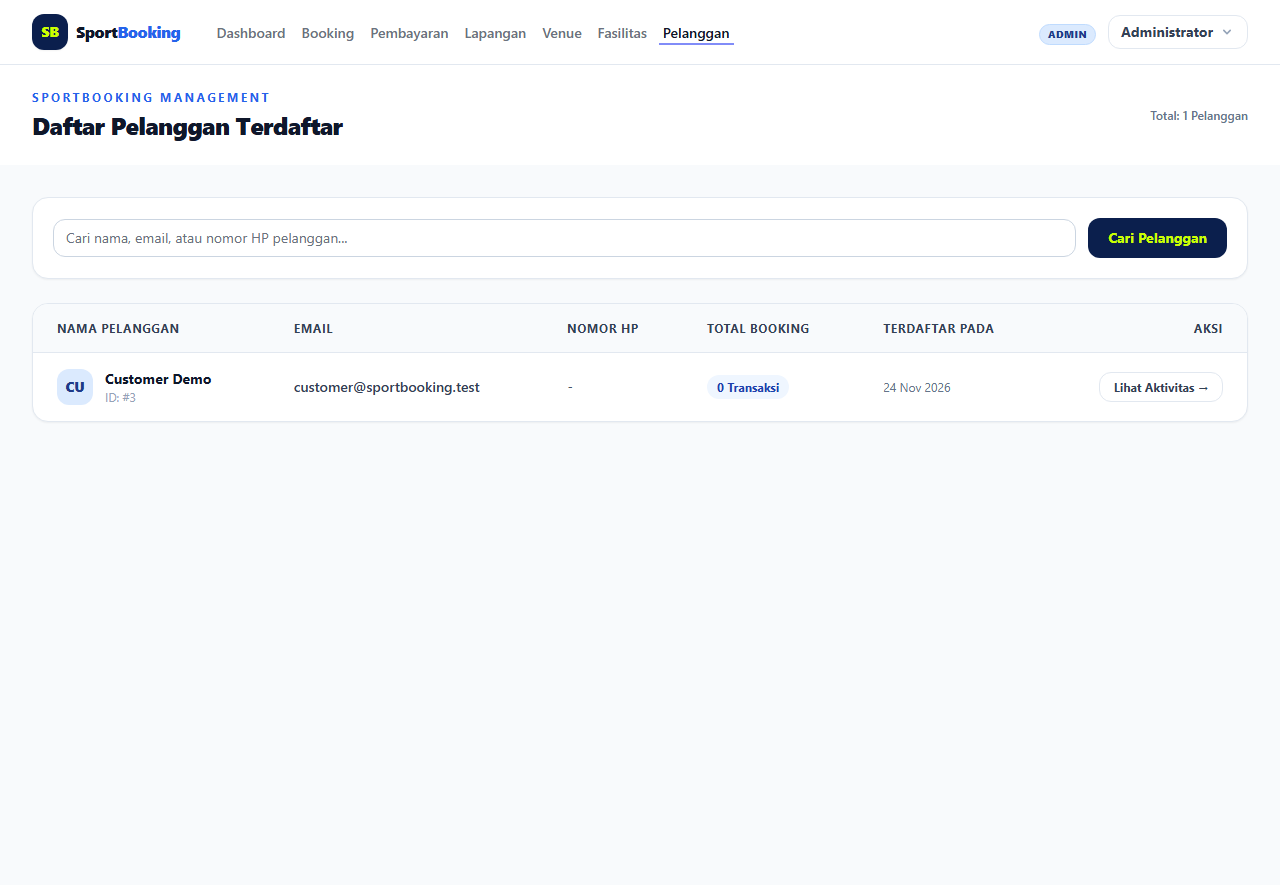 SB SportBooking Dashboard Booking Pembayaran Lapangan Venue Fasilitas Pelanggan ADMIN Administrator
SPORTBOOKING MANAGEMENT
Daftar Pelanggan Terdaftar
Total: 1 Pelanggan
Cari nama, email, atau nomor HP pelanggan... Cari Pelanggan
NAMA PELANGGAN EMAIL NOMOR HP TOTAL BOOKING TERDAFTAR PADA AKSI
CU Customer Demo customer@sportbooking.test - 0 Transaksi 24 Nov 2026 Lihat Aktivitas →
ID: #3